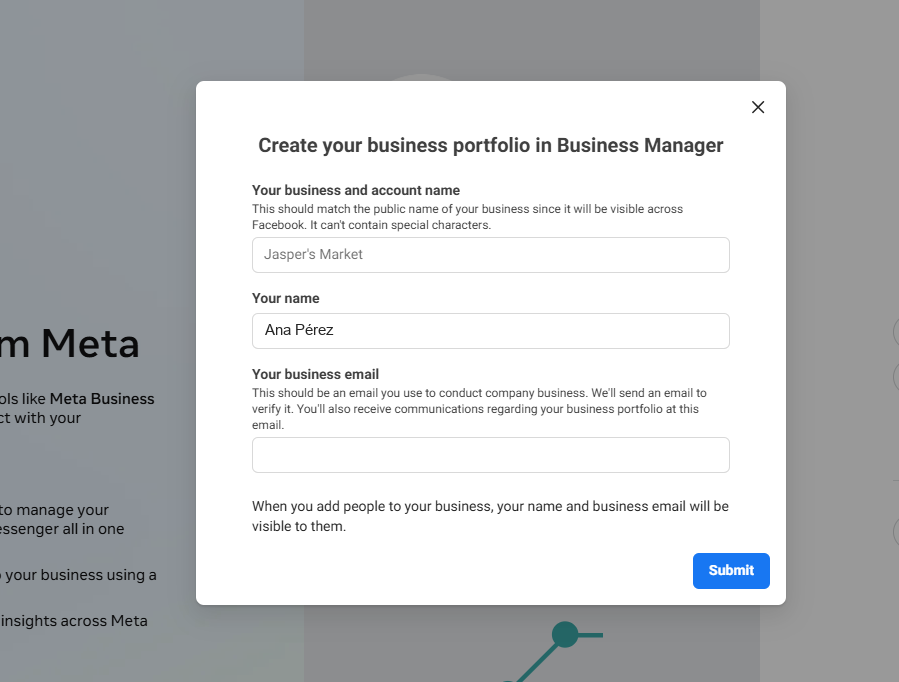 Create your business portfolio in Business Manager
Your business and account name
This should match the public name of your business since it will be visible across
Facebook. It can't contain special characters.
Jasper's Market
Your name
Ana Pérez
Your business email
This should be an email you use to conduct company business. We'll send an email to
verify it. You'll also receive communications regarding your business portfolio at this
email.
When you add people to your business, your name and business email will be
visible to them.
Submit
m Meta
ols like Meta Business
ct with your
to manage your
essenger all in one
o your business using a
insights across Meta